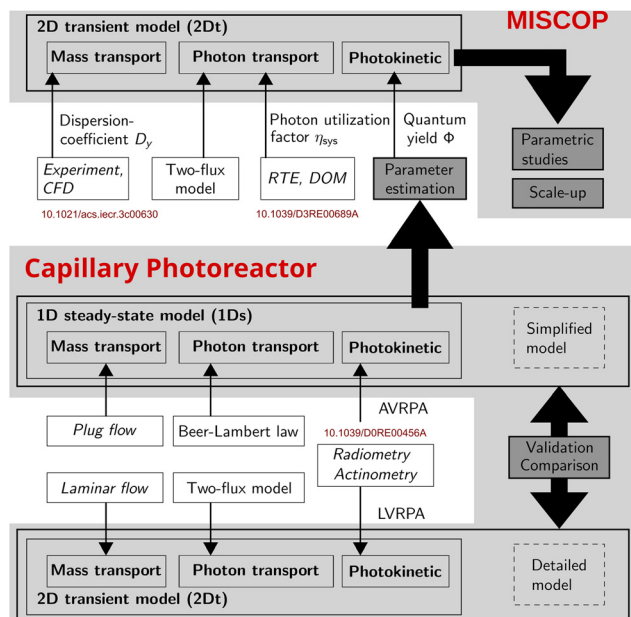 MISCOP
2D transient model (2Dt)
Mass transport
Photon transport
Photokinetic
Dispersion-
coefficient Dy
Photon utilization
factor ηsys
Quantum
yield Φ
Parametric
studies
Scale-up
Experiment,
CFD
Two-flux
model
RTE, DOM
Parameter
estimation
10.1021/acs.iecr.3c00630
10.1039/D3RE00689A
Capillary Photoreactor
1D steady-state model (1Ds)
Mass transport
Photon transport
Photokinetic
Simplified
model
AVRPA
Plug flow
Beer-Lambert law
10.1039/D0RE00456A
Radiometry
Actinometry
Validation
Comparison
Laminar flow
Two-flux model
LVRPA
Mass transport
Photon transport
Photokinetic
2D transient model (2Dt)
Detailed
model